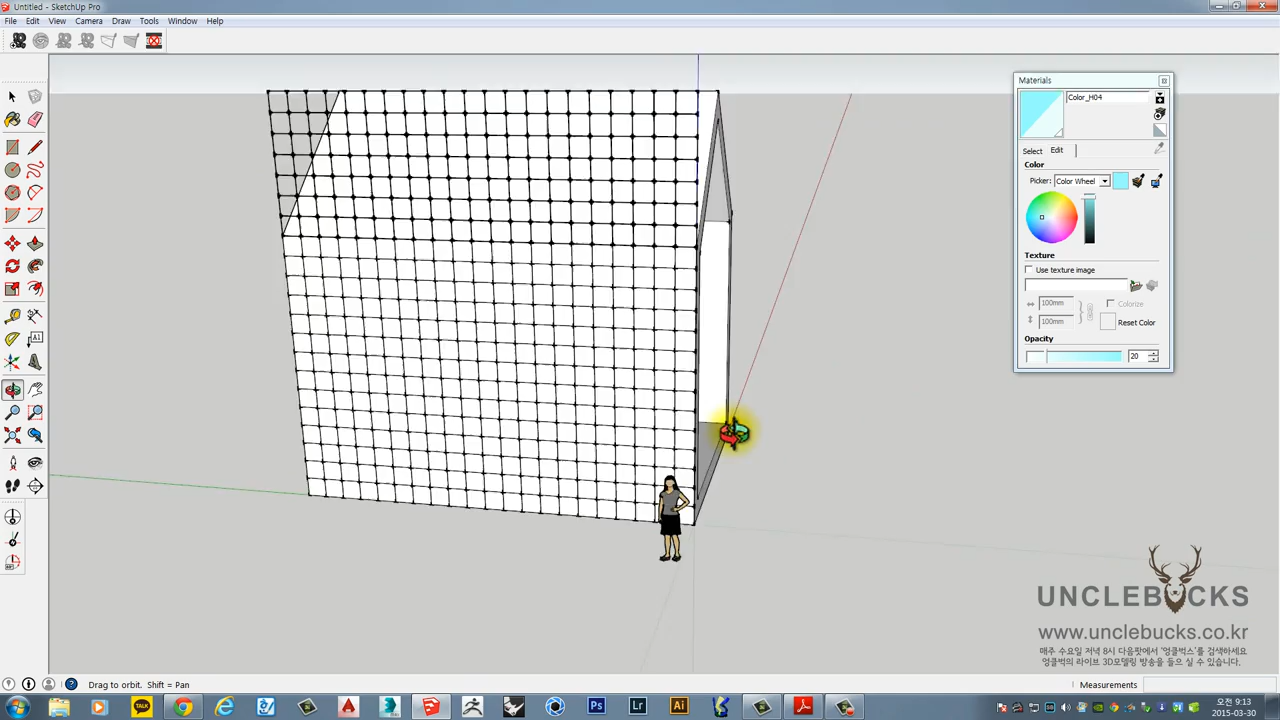 Untitled - SketchUp Pro
File Edit View Camera Draw Tools Window Help
Materials
Color_H04
Select Edit
Color
Picker: Color Wheel
Texture
Use texture image
100mm Colorize
100mm Reset Color
Opacity
20
A1
UNCLEBUCKS
www.unclebucks.co.kr
매주 수요일 저녁 8시 다음팟에서 '엉클벅스'를 검색하세요
엉클벅의 라이브 3D모델링 방송을 들으 실 수 있습니다.
Drag to orbit. Shift = Pan
Measurements
TALK
Ps
Lr
Ai
오전 9:13
2015-03-30